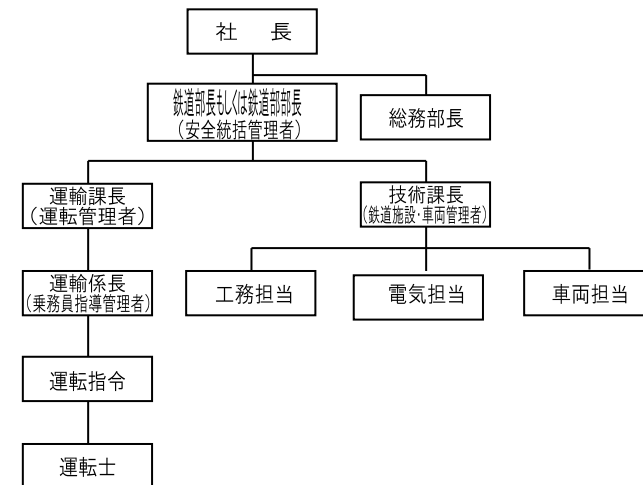 社　長
鉄道部長もしくは鉄道部部長
（安全統括管理者）
総務部長
運輸課長
（運転管理者）
技術課長
（鉄道施設・車両管理者）
運輸係長
（乗務員指導管理者）
工務担当
電気担当
車両担当
運転指令
運転士